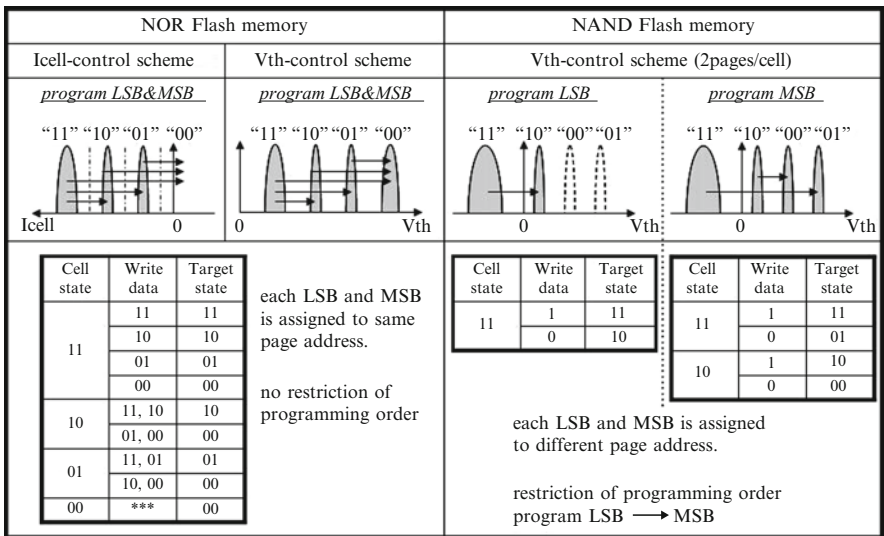 NOR Flash memory
NAND Flash memory
Icell-control scheme
Vth-control scheme
Vth-control scheme (2pages/cell)
program LSB&MSB
program LSB&MSB
program LSB
program MSB
“11” “10” “01” “00”
“11” “10” “01” “00”
“11” “10” “00” “01”
“11” “10” “00” “01”
Icell 0
0 Vth
0 Vth
0 Vth
Cell state Write data Target state
11 11 11
10 10
01 01
00 00
10 11, 10 10
01, 00 00
01 11, 01 01
10, 00 00
00 *** 00
each LSB and MSB
is assigned to same
page address.
no restriction of
programming order
Cell state Write data Target state
11 1 11
0 10
Cell state Write data Target state
11 1 11
0 01
10 1 10
0 00
each LSB and MSB is assigned
to different page address.
restriction of programming order
program LSB → MSB